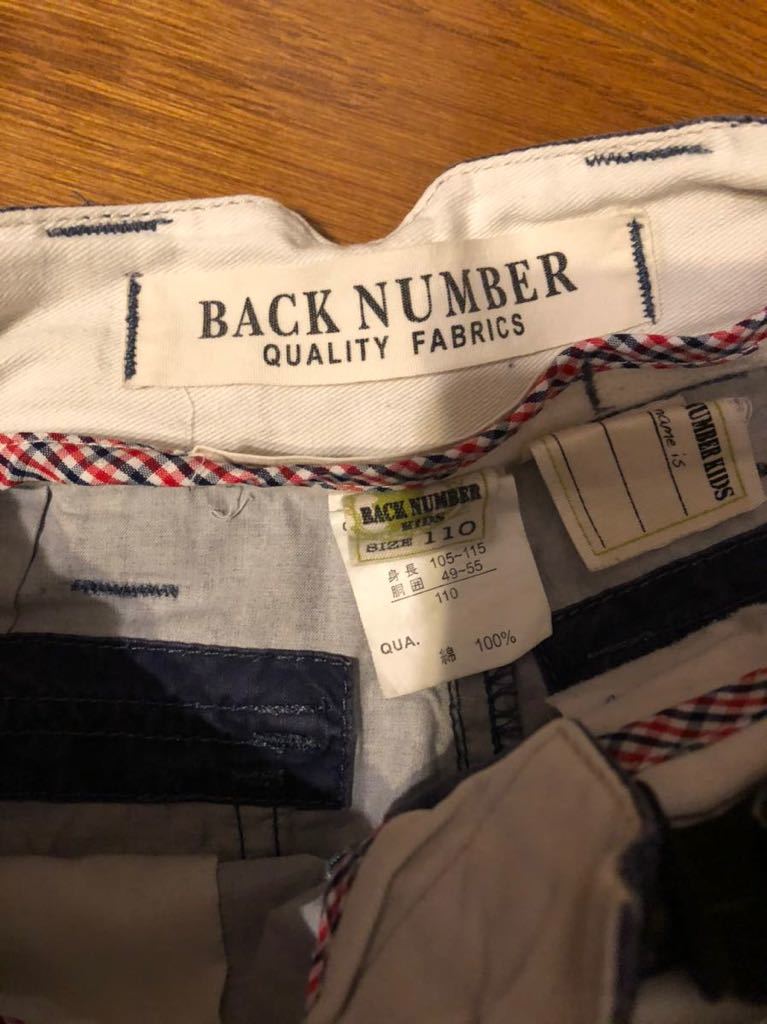 BACK NUMBER
QUALITY FABRICS
BACK NUMBER
KIDS
SIZE 110
身長 105~115
胴囲 49~55
110
QUA. 綿 100%
NUMBER KIDS
name is